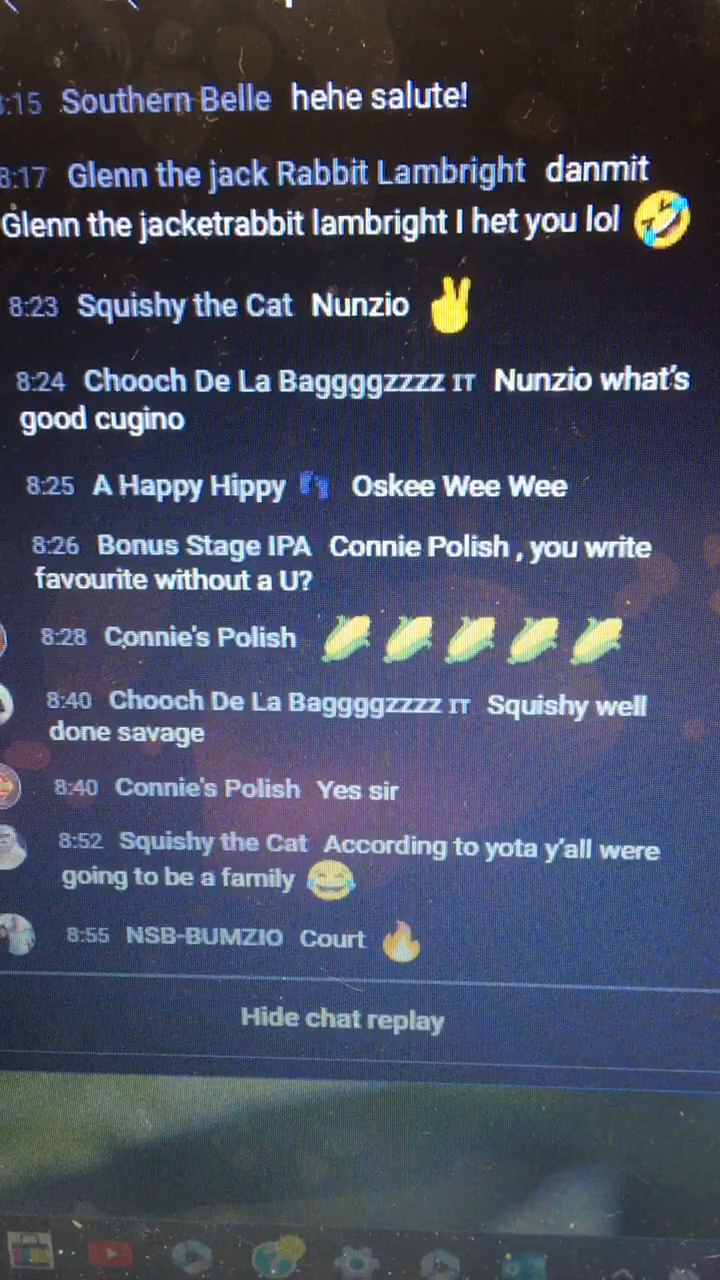 :15 Southern Belle hehe salute!
8:17 Glenn the jack Rabbit Lambright danmit
Glenn the jacketrabbit lambright I het you lol 🤣
8:23 Squishy the Cat Nunzio ✌
8:24 Chooch De La Baggggzzzz IT Nunzio what's
good cugino
8:25 A Happy Hippy 👣 Oskee Wee Wee
8:26 Bonus Stage IPA Connie Polish , you write
favourite without a U?
8:28 Connie's Polish 🌽🌽🌽🌽🌽
8:40 Chooch De La Baggggzzzz IT Squishy well
done savage
8:40 Connie's Polish Yes sir
8:52 Squishy the Cat According to yota y'all were
going to be a family 😂
8:55 NSB-BUMZIO Court 🔥
Hide chat replay